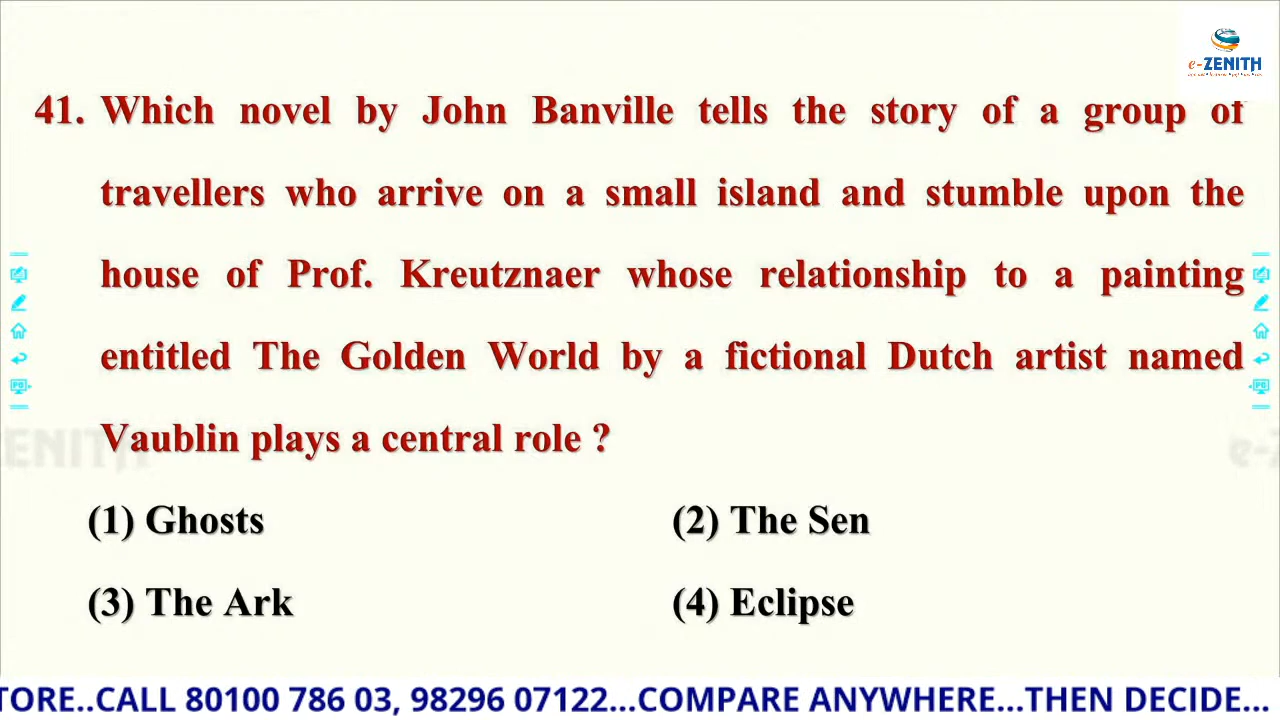 e-ZENITH
41. Which novel by John Banville tells the story of a group of
travellers who arrive on a small island and stumble upon the
house of Prof. Kreutznaer whose relationship to a painting
entitled The Golden World by a fictional Dutch artist named
Vaublin plays a central role ?
(1) Ghosts
(2) The Sen
(3) The Ark
(4) Eclipse
TORE..CALL 80100 786 03, 98296 07122...COMPARE ANYWHERE...THEN DECIDE...